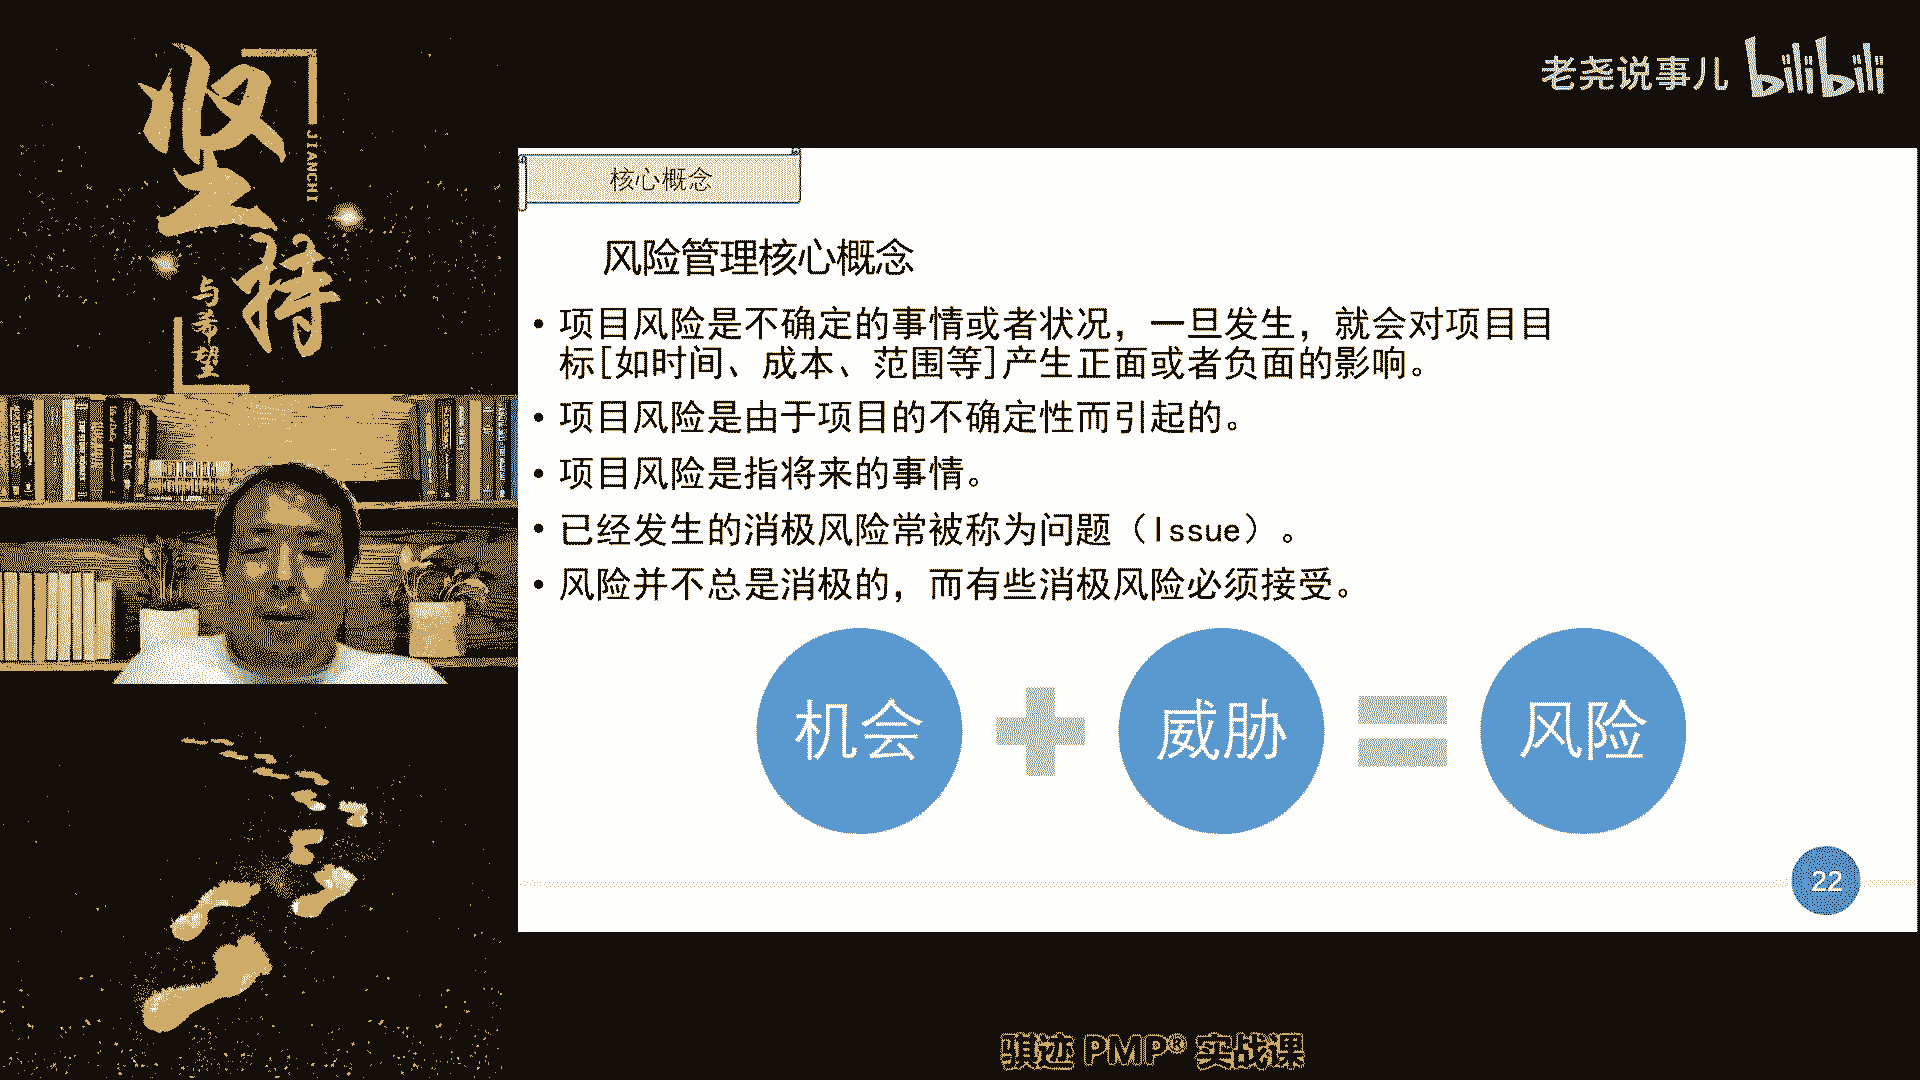 坚持
JIANCHI
与希望
老尧说事儿 bilibili
核心概念
风险管理核心概念
• 项目风险是不确定的事情或者状况，一旦发生，就会对项目目
标[如时间、成本、范围等]产生正面或者负面的影响。
• 项目风险是由于项目的不确定性而引起的。
• 项目风险是指将来的事情。
• 已经发生的消极风险常被称为问题（Issue）。
• 风险并不总是消极的，而有些消极风险必须接受。
机会 + 威胁 = 风险
22
骐迹 PMP® 实战课